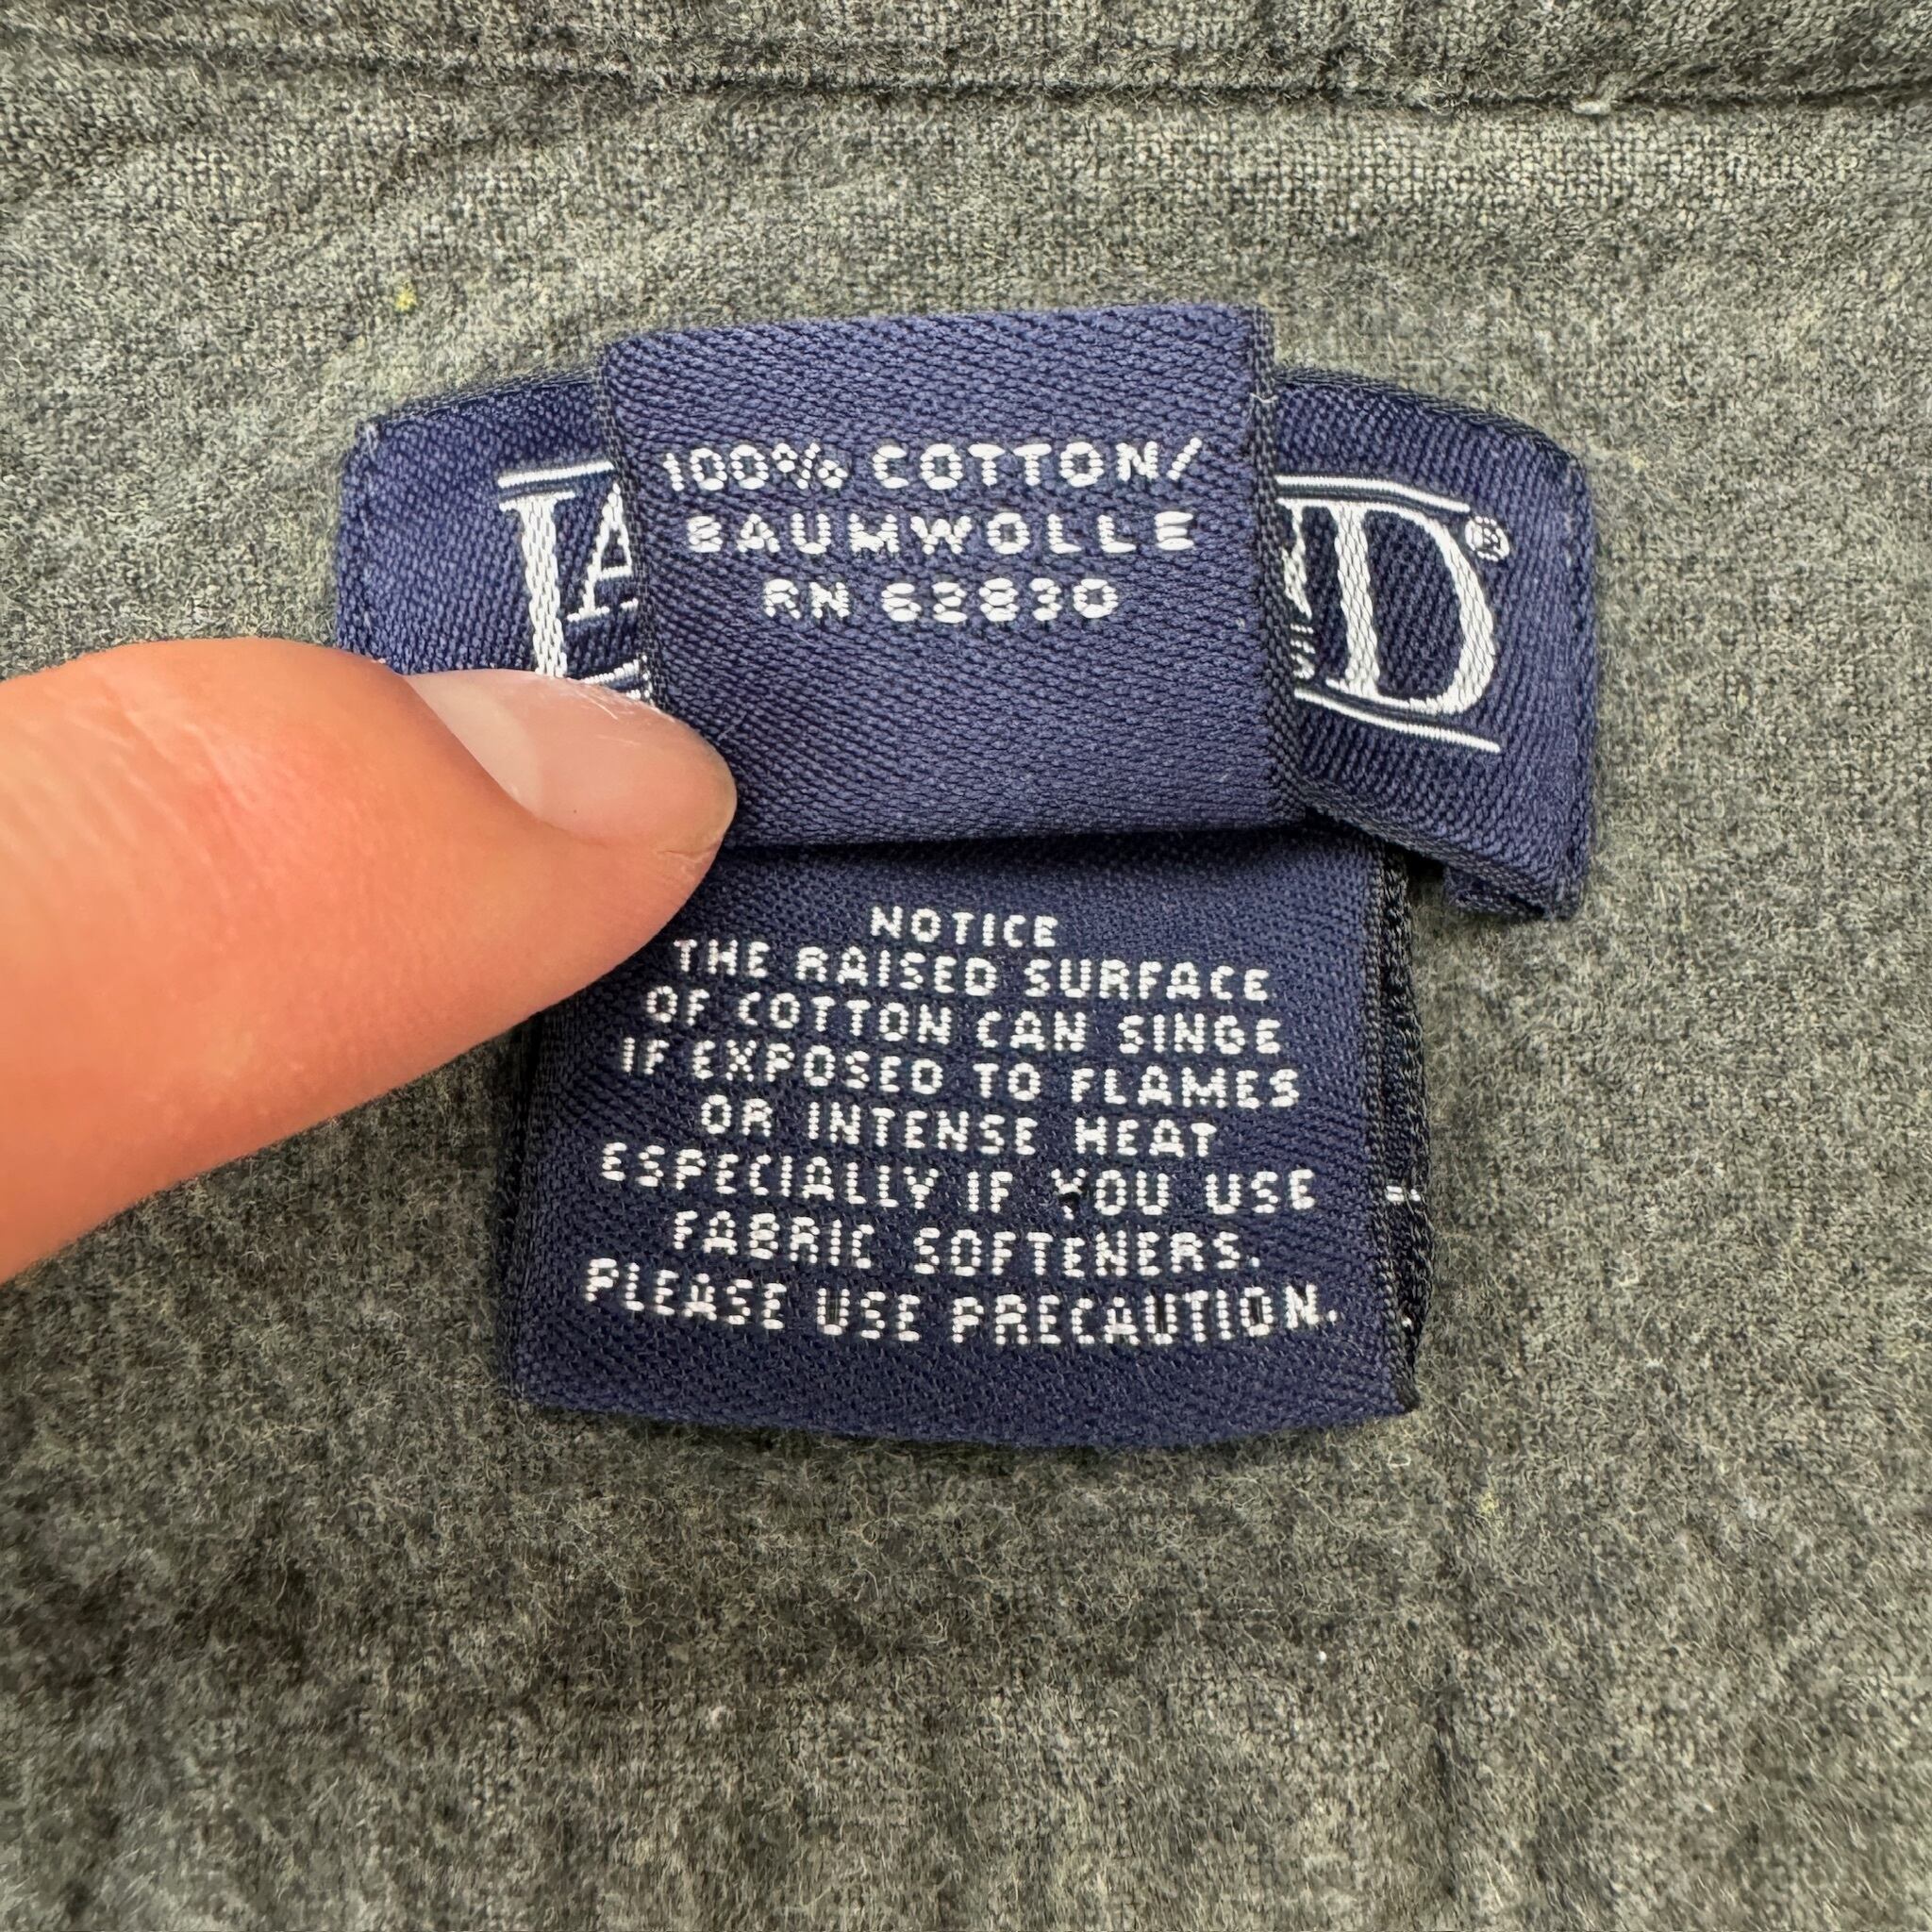 100% COTTON/
BAUMWOLLE
RN 62830
NOTICE
THE RAISED SURFACE
OF COTTON CAN SINGE
IF EXPOSED TO FLAMES
OR INTENSE HEAT
ESPECIALLY IF YOU USE
FABRIC SOFTENERS.
PLEASE USE PRECAUTION.